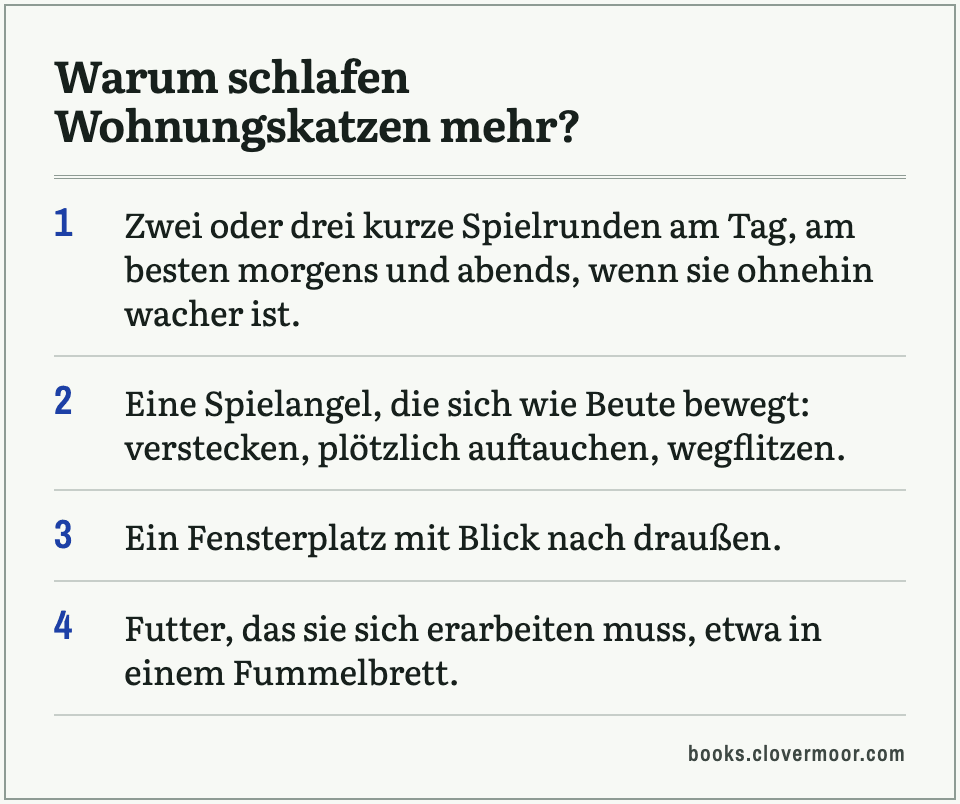 Warum schlafen
Wohnungskatzen mehr?
1 Zwei oder drei kurze Spielrunden am Tag, am
besten morgens und abends, wenn sie ohnehin
wacher ist.
2 Eine Spielangel, die sich wie Beute bewegt:
verstecken, plötzlich auftauchen, wegflitzen.
3 Ein Fensterplatz mit Blick nach draußen.
4 Futter, das sie sich erarbeiten muss, etwa in
einem Fummelbrett.
books.clovermoor.com